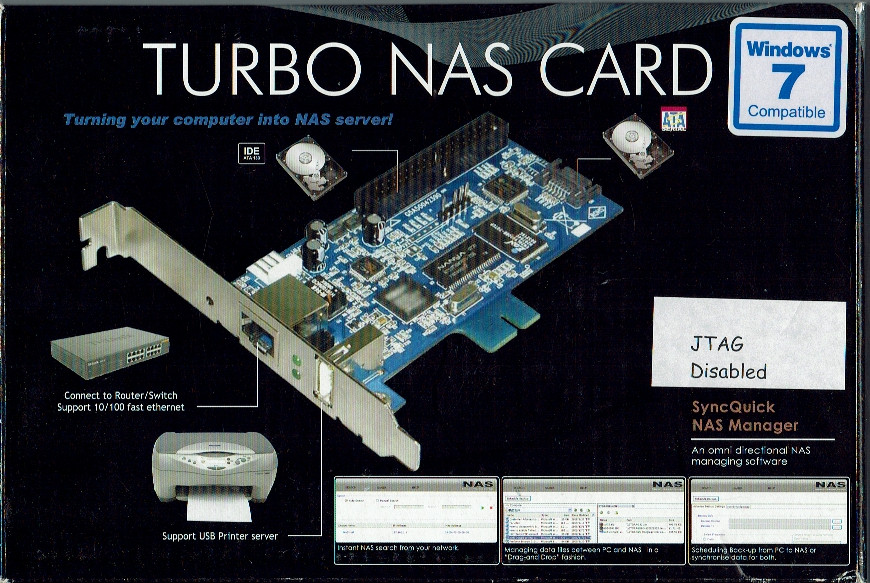 TURBO NAS CARD
Windows®
7
Compatible
Turning your computer into NAS server!
IDE
ATA 133
SERIAL
ATA
JTAG
Disabled
Connect to Router/Switch
Support 10/100 fast ethernet
SyncQuick
NAS Manager
An omni directional NAS
managing software
Support USB Printer server
NAS
NAS
NAS
Instant NAS search from your network.
Managing data files between PC and NAS in a
"Drag-and Drop" fashion.
Scheduling Back-up from PC to NAS or
synchronise data for both.